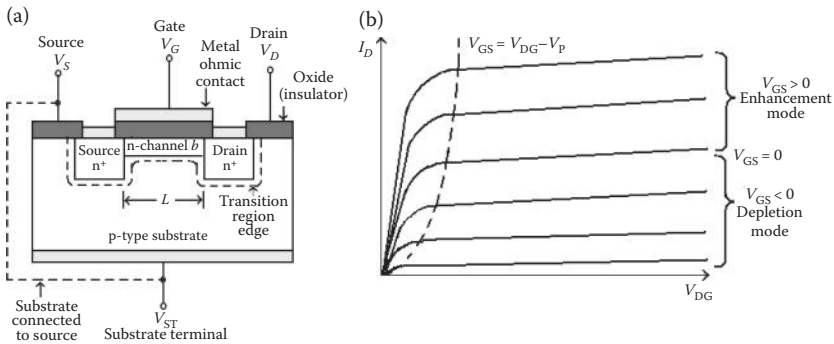 (a)
Source
V_S
Gate
V_G
Metal
ohmic
contact
Drain
V_D
Oxide
(insulator)
Source
n⁺
n-channel b
Drain
n⁺
L
Transition
region
edge
p-type substrate
Substrate
connected
to source
V_ST
Substrate terminal
(b)
I_D
V_GS = V_DG–V_P
V_GS > 0
Enhancement
mode
V_GS = 0
V_GS < 0
Depletion
mode
V_DG